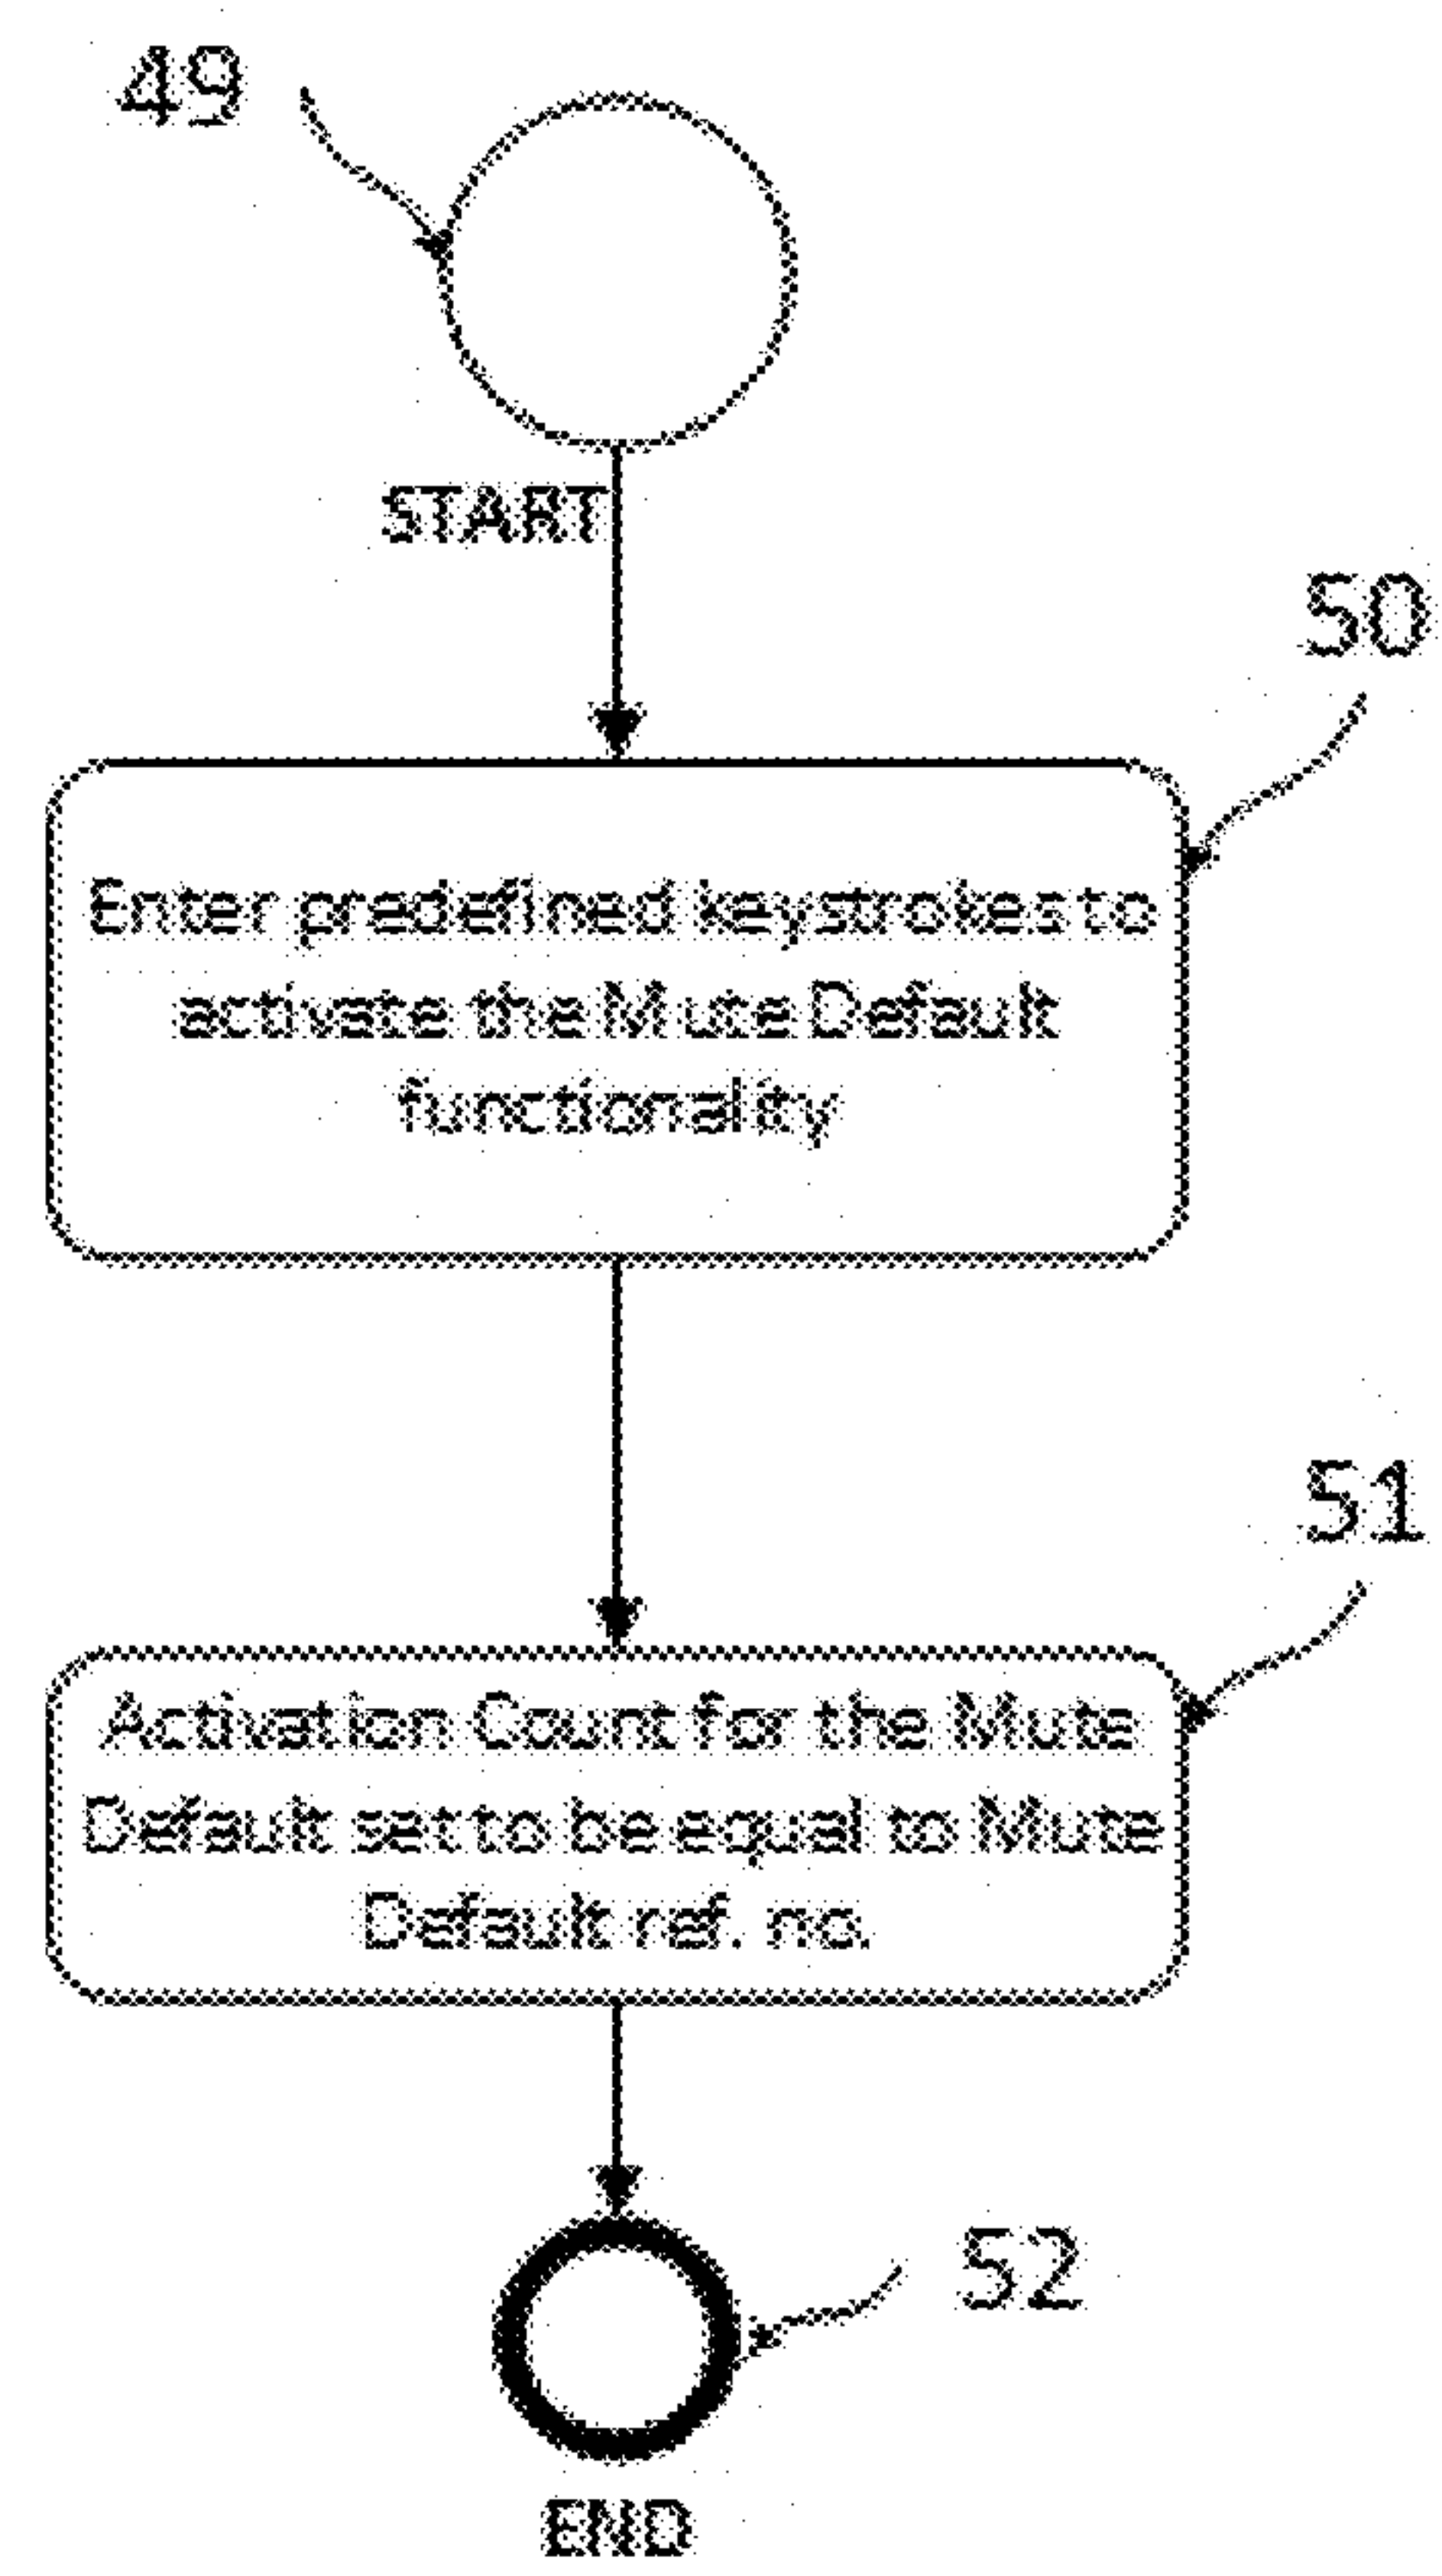 49
START
50
Enter predefined keystrokes to
activate the Mute Default
functionality
51
Activation Count for the Mute
Default set to be equal to Mute
Default ref. no.
52
END